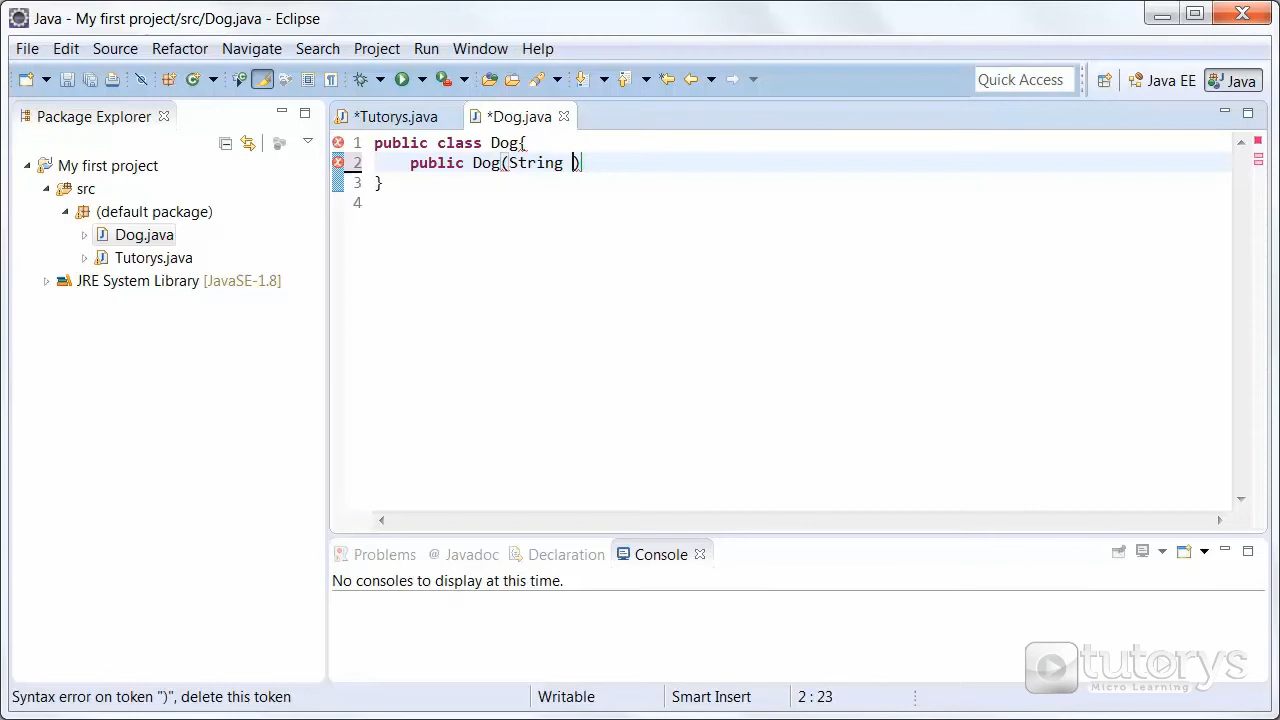 Java - My first project/src/Dog.java - Eclipse
File Edit Source Refactor Navigate Search Project Run Window Help
Quick Access Java EE Java
Package Explorer
*Tutorys.java *Dog.java
My first project
src
(default package)
Dog.java
Tutorys.java
JRE System Library [JavaSE-1.8]
1 public class Dog{
2 public Dog(String )
3 }
4
Problems @ Javadoc Declaration Console
No consoles to display at this time.
tutorys
Micro Learning
Syntax error on token ")", delete this token Writable Smart Insert 2 : 23